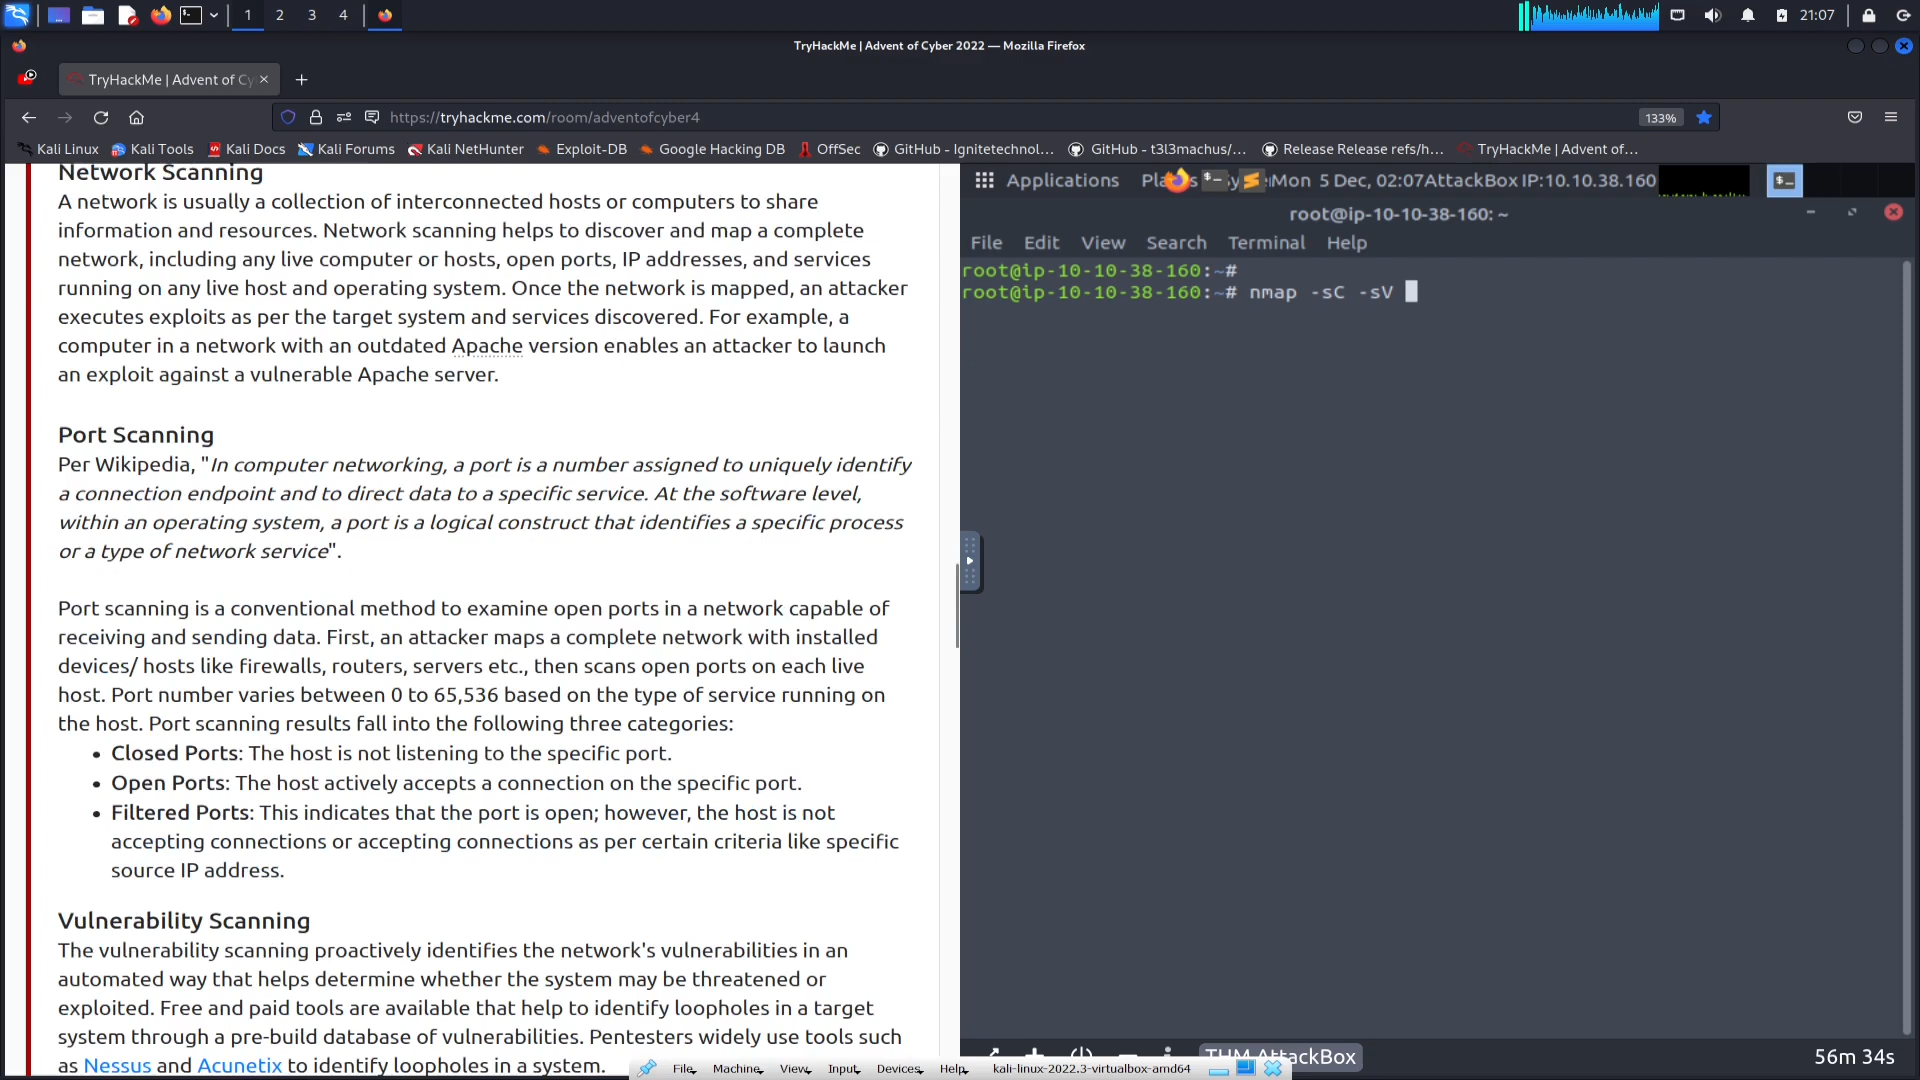 1
2
3
4
21:07
TryHackMe | Advent of Cyber 2022 — Mozilla Firefox
TryHackMe | Advent of Cy
https://tryhackme.com/room/adventofcyber4
133%
Kali Linux
Kali Tools
Kali Docs
Kali Forums
Kali NetHunter
Exploit-DB
Google Hacking DB
OffSec
GitHub - Ignitetechnol...
GitHub - t3l3machus/...
Release Release refs/h...
TryHackMe | Advent of...
Network Scanning
A network is usually a collection of interconnected hosts or computers to share
information and resources. Network scanning helps to discover and map a complete
network, including any live computer or hosts, open ports, IP addresses, and services
running on any live host and operating system. Once the network is mapped, an attacker
executes exploits as per the target system and services discovered. For example, a
computer in a network with an outdated Apache version enables an attacker to launch
an exploit against a vulnerable Apache server.
Port Scanning
Per Wikipedia, "In computer networking, a port is a number assigned to uniquely identify
a connection endpoint and to direct data to a specific service. At the software level,
within an operating system, a port is a logical construct that identifies a specific process
or a type of network service".
Port scanning is a conventional method to examine open ports in a network capable of
receiving and sending data. First, an attacker maps a complete network with installed
devices/ hosts like firewalls, routers, servers etc., then scans open ports on each live
host. Port number varies between 0 to 65,536 based on the type of service running on
the host. Port scanning results fall into the following three categories:
• Closed Ports: The host is not listening to the specific port.
• Open Ports: The host actively accepts a connection on the specific port.
• Filtered Ports: This indicates that the port is open; however, the host is not
accepting connections or accepting connections as per certain criteria like specific
source IP address.
Vulnerability Scanning
The vulnerability scanning proactively identifies the network's vulnerabilities in an
automated way that helps determine whether the system may be threatened or
exploited. Free and paid tools are available that help to identify loopholes in a target
system through a pre-build database of vulnerabilities. Pentesters widely use tools such
as Nessus and Acunetix to identify loopholes in a system.
Applications
Mon 5 Dec, 02:07 AttackBox IP:10.10.38.160
root@ip-10-10-38-160: ~
File Edit View Search Terminal Help
root@ip-10-10-38-160:~#
root@ip-10-10-38-160:~# nmap -sC -sV
THM AttackBox
56m 34s
File Machine View Input Devices Help kali-linux-2022.3-virtualbox-amd64